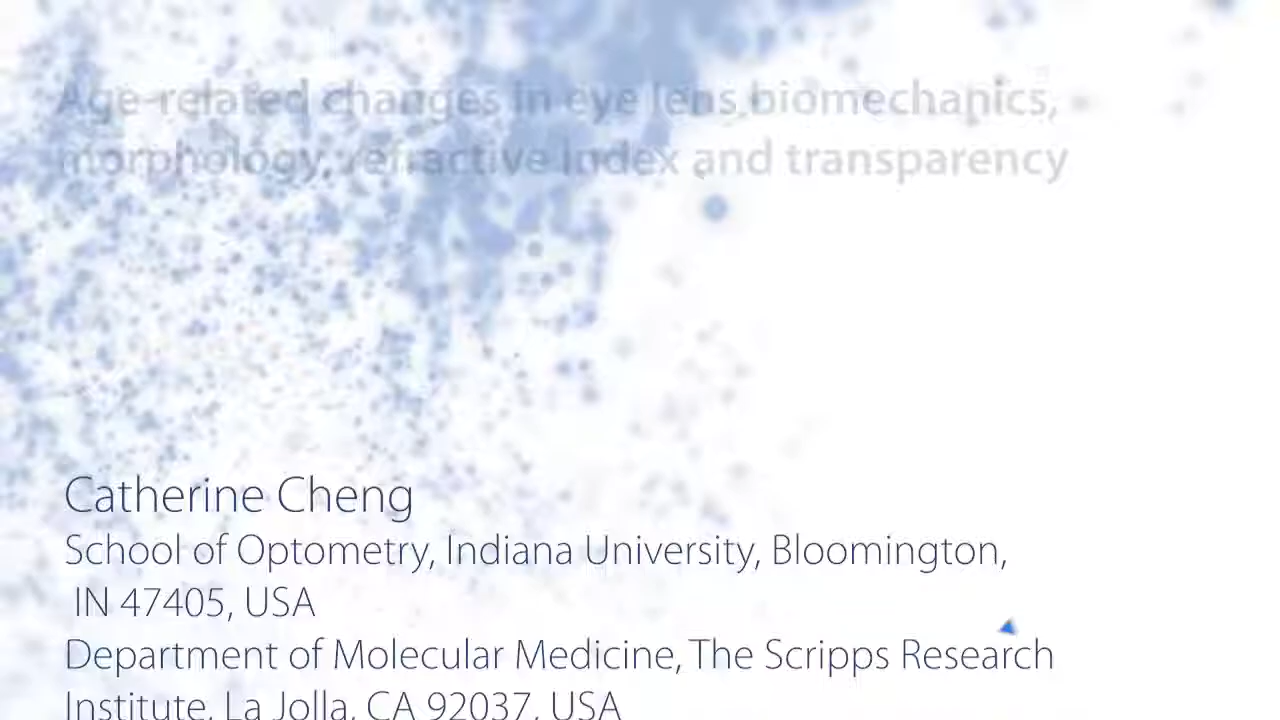 Age-related changes in eye lens biomechanics,
morphology, refractive index and transparency
Catherine Cheng
School of Optometry, Indiana University, Bloomington,
IN 47405, USA
Department of Molecular Medicine, The Scripps Research
Institute, La Jolla, CA 92037, USA